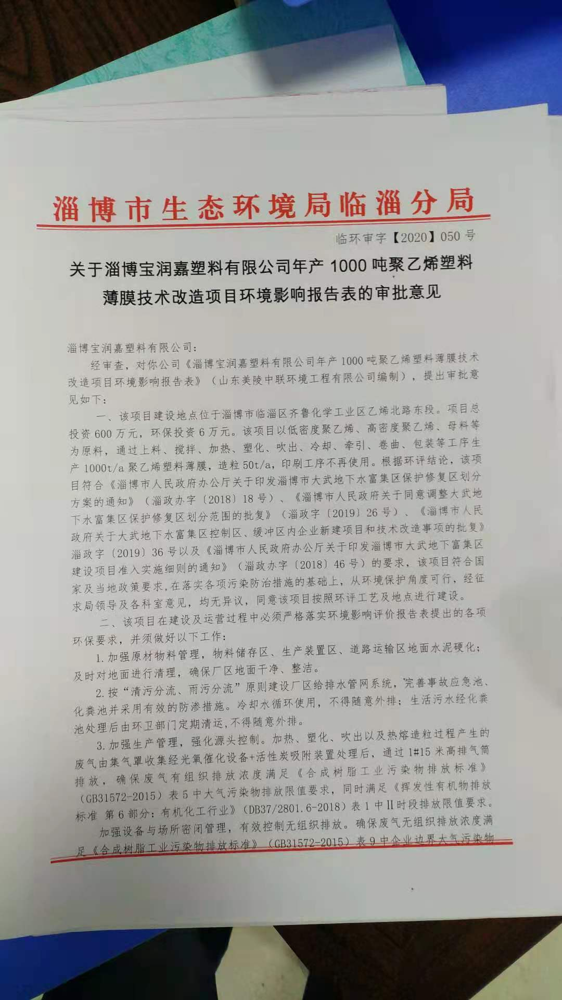 淄博市生态环境局临淄分局
临环审字【2020】050 号
关于淄博宝润嘉塑料有限公司年产 1000 吨聚乙烯塑料
薄膜技术改造项目环境影响报告表的审批意见
淄博宝润嘉塑料有限公司：
经审查，对你公司《淄博宝润嘉塑料有限公司年产 1000 吨聚乙烯塑料薄膜技术
改造项目环境影响报告表》（山东美陵中联环境工程有限公司编制），提出审批意
见如下：
一、该项目建设地点位于淄博市临淄区齐鲁化学工业区乙烯北路东段。项目总
投资 600 万元，环保投资 6 万元。该项目以低密度聚乙烯、高密度聚乙烯、母料等
为原料，通过上料、搅拌、加热、塑化、吹出、冷却、牵引、卷曲、包装等工序生
产 1000t/a 聚乙烯塑料薄膜，造粒 50t/a，印刷工序不再使用。根据环评结论，该项
目符合《淄博市人民政府办公厅关于印发淄博市大武地下水富集区保护修复区划分
方案的通知》（淄政办字〔2018〕18 号）、《淄博市人民政府关于同意调整大武地
下水富集区保护修复区划分范围的批复》（淄政字〔2019〕26 号）、《淄博市人民
政府关于大武地下水富集区控制区、缓冲区内企业新建项目和技术改造事项的批复》
淄政字〔2019〕36 号以及《淄博市人民政府办公厅关于印发淄博市大武地下富集区
建设项目准入实施细则的通知》（淄政办字〔2018〕46 号）的要求，该项目符合国
家及当地政策要求,在落实各项污染防治措施的基础上，从环境保护角度可行，经征
求局领导及各科室意见，均无异议，同意该项目按照环评工艺及地点进行建设。
二、该项目在建设及运营过程中必须严格落实环境影响评价报告表提出的各项
环保要求，并须做好以下工作：
1.加强原材物料管理，物料储存区、生产装置区、道路运输区地面水泥硬化；
及时对地面进行清理，确保厂区地面干净、整洁。
2.按“清污分流、雨污分流”原则建设厂区给排水管网系统，完善事故应急池、
化粪池并采用有效的防渗措施。冷却水循环使用，不得随意外排；生活污水经化粪
池处理后由环卫部门定期清运,不得随意外排。
3.加强生产管理，强化源头控制。加热、塑化、吹出以及热熔造粒过程产生的
废气由集气罩收集经光氧催化设备+活性炭吸附装置处理后，通过 1#15 米高排气筒
排放，确保废气有组织排放浓度满足《合成树脂工业污染物排放标准》
（GB31572-2015）表 5 中大气污染物排放限值要求，同时满足《挥发性有机物排放
标准 第 6 部分：有机化工行业》（DB37/2801.6-2018）表 1 中 II 时段排放限值要求。
加强设备与场所密闭管理，有效控制无组织排放。确保废气无组织排放浓度满
足《合成树脂工业污染物排放标准》（GB31572-2015）表 9 中企业边界大气污染物